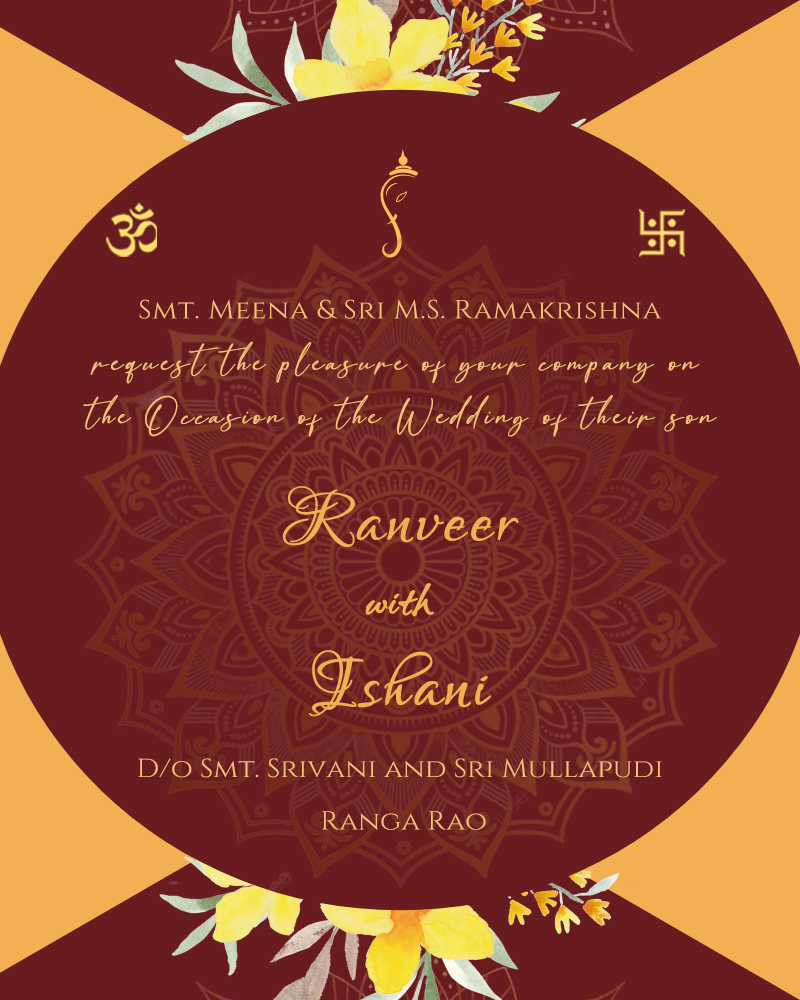 ॐ 卐
Smt. Meena & Sri M.S. Ramakrishna
request the pleasure of your company on
the Occasion of the Wedding of their son
Ranveer
with
Ishani
D/o Smt. Srivani and Sri Mullapudi
Ranga Rao